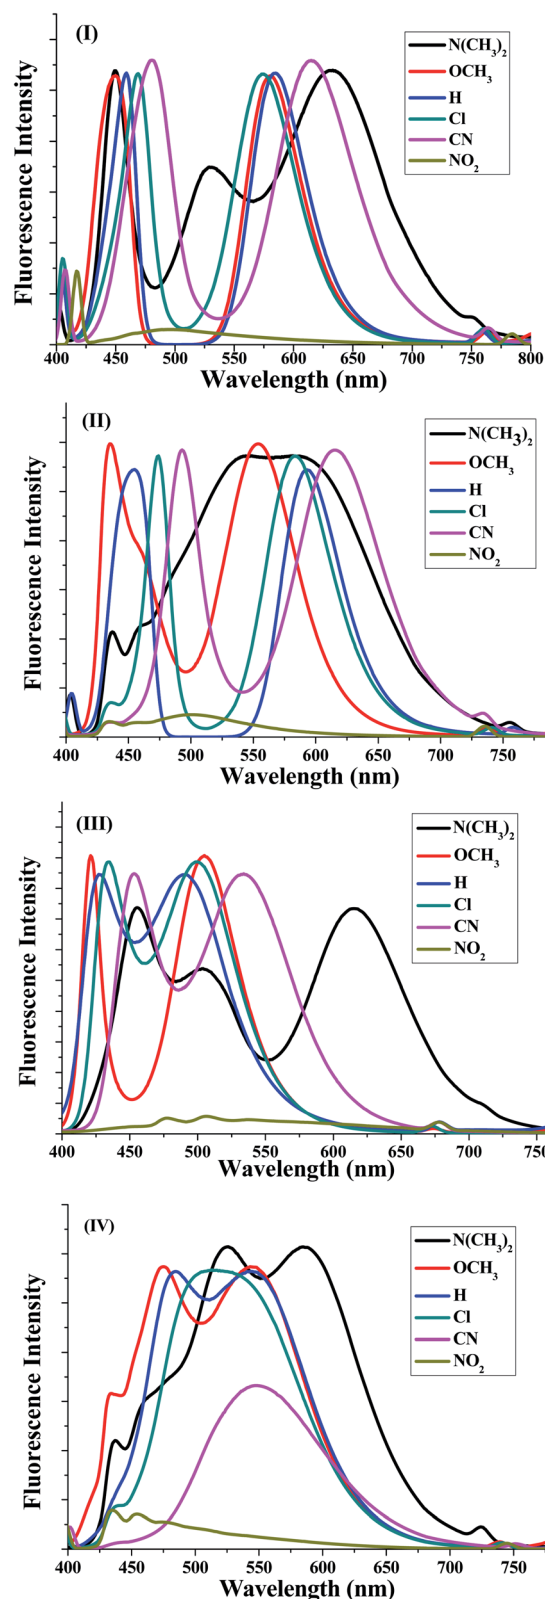 (I)
N(CH₃)₂
OCH₃
H
Cl
CN
NO₂
Fluorescence Intensity
400 450 500 550 600 650 700 750 800
Wavelength (nm)
(II)
N(CH3)₂
OCH₃
H
Cl
CN
NO₂
Fluorescence Intensity
400 450 500 550 600 650 700 750
Wavelength (nm)
(III)
N(CH₃)₂
OCH₃
H
Cl
CN
NO₂
Fluorescence Intensity
400 450 500 550 600 650 700 750
Wavelength (nm)
(IV)
N(CH₃)₂
OCH₃
H
Cl
CN
NO₂
Fluorescence Intensity
400 450 500 550 600 650 700 750
Wavelength (nm)